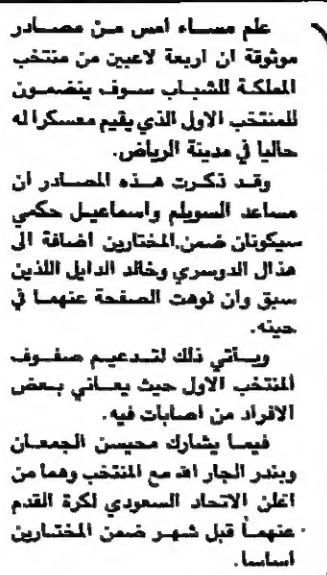 علم مساء امس من مصادر
موثوقة ان اربعة لاعبين من منتخب
المملكة للشباب سوف ينضمون
للمنتخب الاول الذي يقيم معسكرا له
حاليا في مدينة الرياض.
وقد ذكرت هذه المصادر ان
مساعد السويلم واسماعيل حكمي
سيكونان ضمن المختارين اضافة الى
هذال الدوسري وخالد الدايل اللذين
سبق وان نوهت الصفحة عنهما في
حينه.
ويأتي ذلك لتدعيم صفوف
المنتخب الاول حيث يعاني بعض
الافراد من اصابات فيه.
فيما يشارك محيسن الجمعان
وبندر الجار الله مع المنتخب وهما من
اعلن الاتحاد السعودي لكرة القدم
عنهما قبل شهر ضمن المختارين
اساسا.